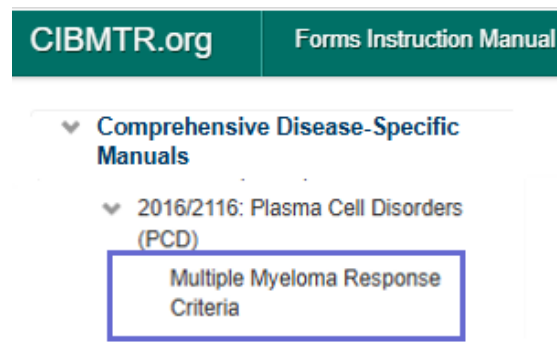 CIBMTR.org
Forms Instruction Manual
Comprehensive Disease-Specific
Manuals
2016/2116: Plasma Cell Disorders
(PCD)
Multiple Myeloma Response
Criteria